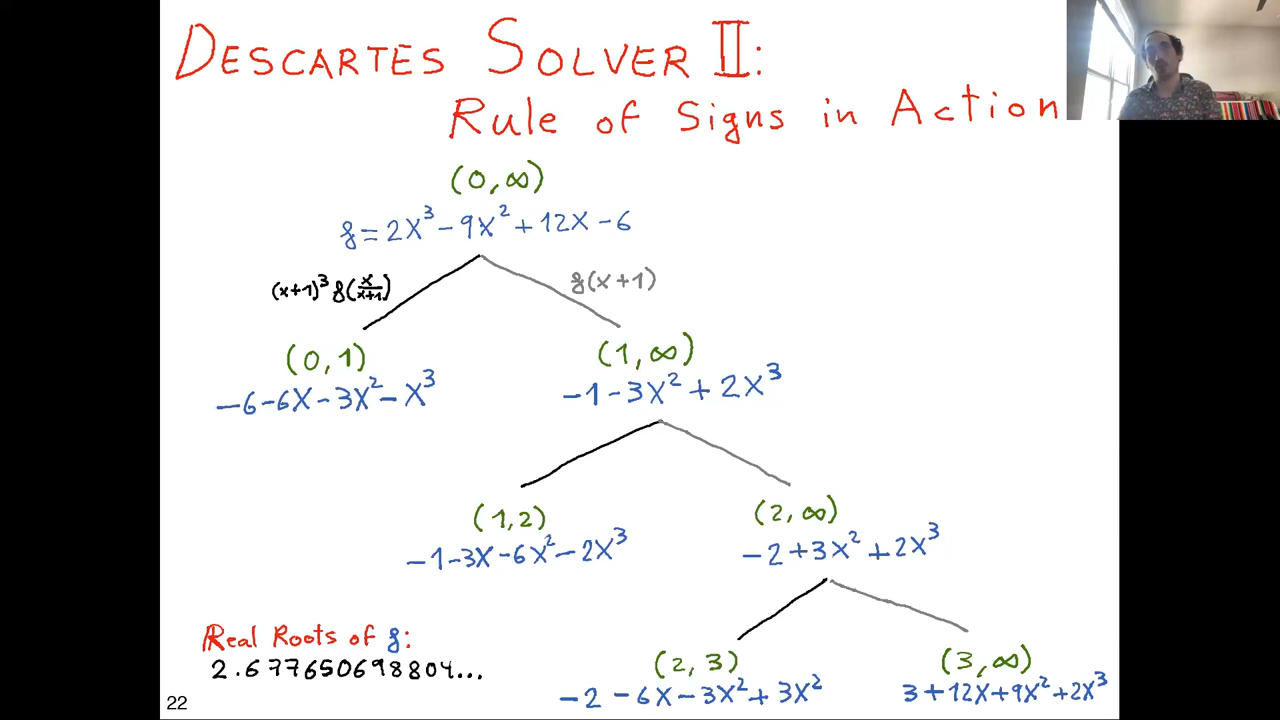 DESCARTES SOLVER II:
Rule of Signs in Action
(0,∞)
f=2x³-9x²+12x-6
(x+1)³f(x/(x+1))
f(x+1)
(0,1)
-6-6x-3x²-x³
(1,∞)
-1-3x²+2x³
(1,2)
-1-3x-6x²-2x³
(2,∞)
-2+3x²+2x³
(2,3)
-2-6x-3x²+3x²
(3,∞)
3+12x+9x²+2x³
Real Roots of f:
2.677650698804...
22